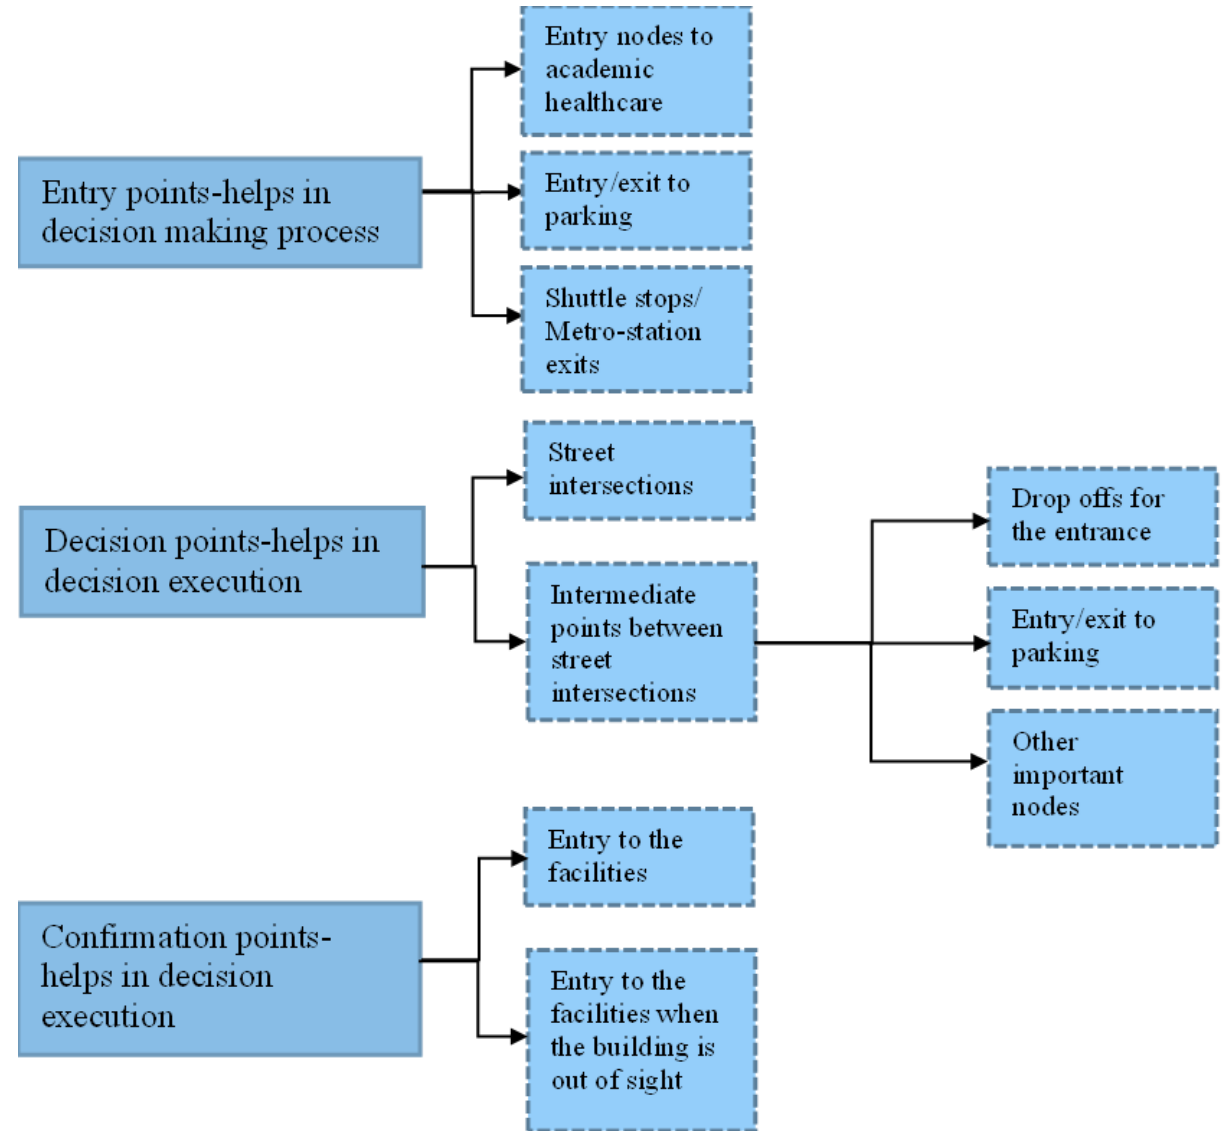 Entry points-helps in
decision making process
Entry nodes to
academic
healthcare
Entry/exit to
parking
Shuttle stops/
Metro-station
exits
Decision points-helps in
decision execution
Street
intersections
Intermediate
points between
street
intersections
Drop offs for
the entrance
Entry/exit to
parking
Other
important
nodes
Confirmation points-
helps in decision
execution
Entry to the
facilities
Entry to the
facilities when
the building is
out of sight